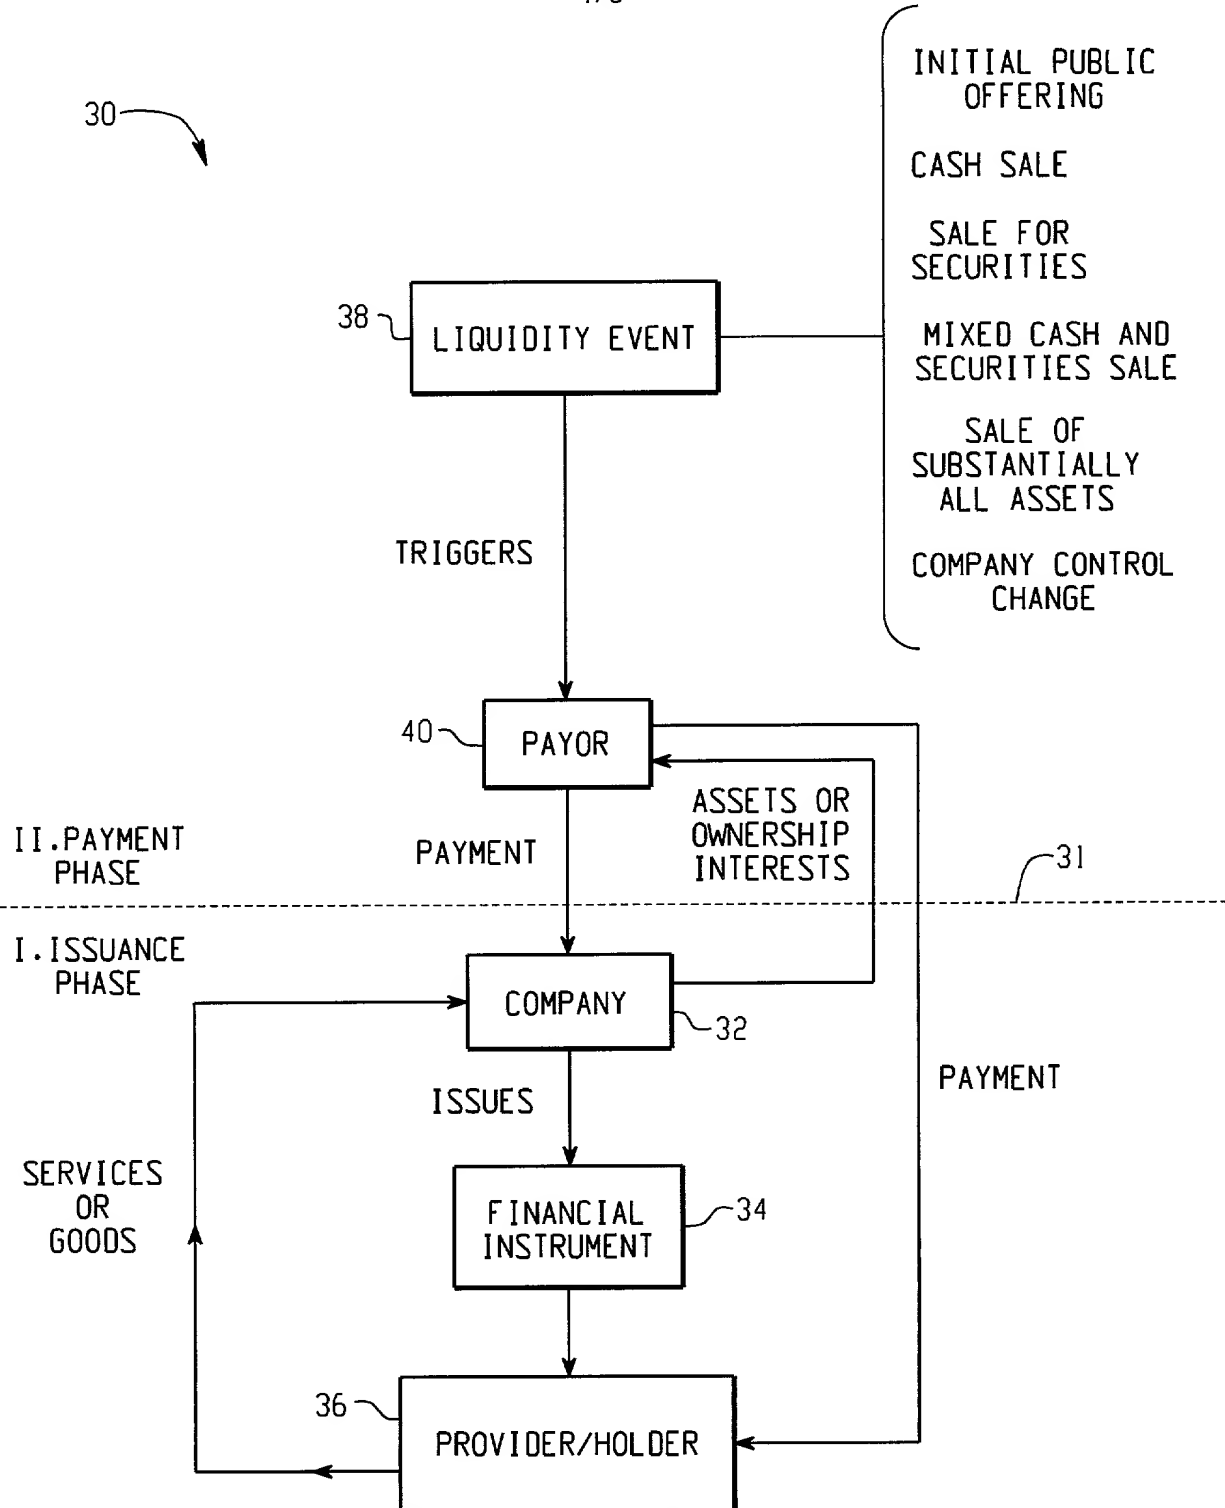 30
INITIAL PUBLIC
OFFERING
CASH SALE
SALE FOR
SECURITIES
MIXED CASH AND
SECURITIES SALE
SALE OF
SUBSTANTIALLY
ALL ASSETS
COMPANY CONTROL
CHANGE
38
LIQUIDITY EVENT
TRIGGERS
40
PAYOR
ASSETS OR
OWNERSHIP
INTERESTS
II.PAYMENT
PHASE
PAYMENT
31
I.ISSUANCE
PHASE
COMPANY
32
PAYMENT
ISSUES
SERVICES
OR
GOODS
FINANCIAL
INSTRUMENT
34
36
PROVIDER/HOLDER